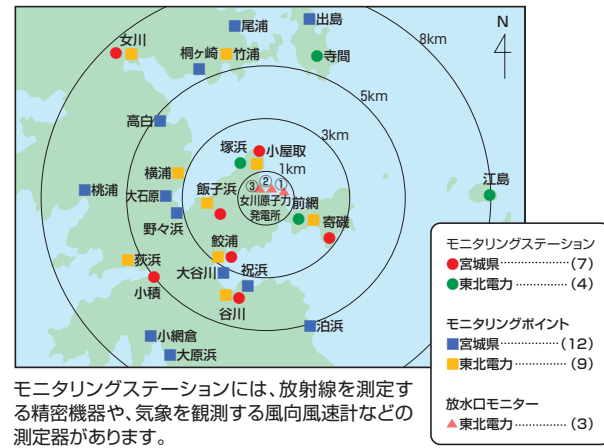 出島
尾浦
N
8km
女川
桐ヶ崎
竹浦
寺間
5km
高白
3km
塚浜
小屋取
1km
横浦
③
②
①
桃浦
大石原
飯子浜
女川原子力
発電所
前網
江島
野々浜
寄磯
鮫浦
荻浜
大谷川
祝浜
小積
谷川
泊浜
小網倉
大原浜
モニタリングステーション
宮城県……………(7)
東北電力…………(4)
モニタリングポイント
宮城県……………(12)
東北電力…………(9)
放水口モニター
東北電力…………(3)
モニタリングステーションには、放射線を測定す
る精密機器や、気象を観測する風向風速計などの
測定器があります。